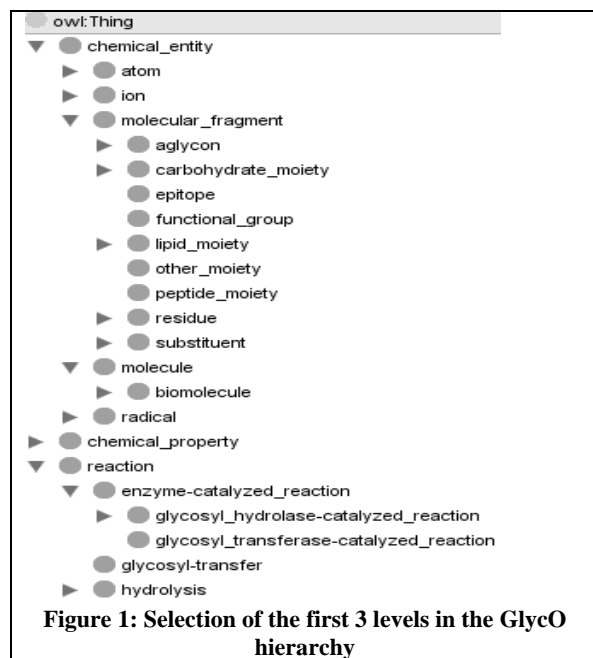 owl:Thing
chemical_entity
atom
ion
molecular_fragment
aglycon
carbohydrate_moiety
epitope
functional_group
lipid_moiety
other_moiety
peptide_moiety
residue
substituent
molecule
biomolecule
radical
chemical_property
reaction
enzyme-catalyzed_reaction
glycosyl_hydrolase-catalyzed_reaction
glycosyl_transferase-catalyzed_reaction
glycosyl-transfer
hydrolysis
Figure 1: Selection of the first 3 levels in the GlycO
hierarchy